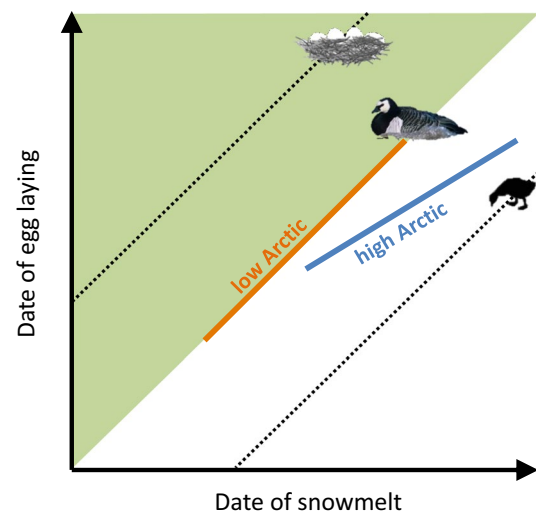 Date of egg laying
low Arctic
high Arctic
Date of snowmelt